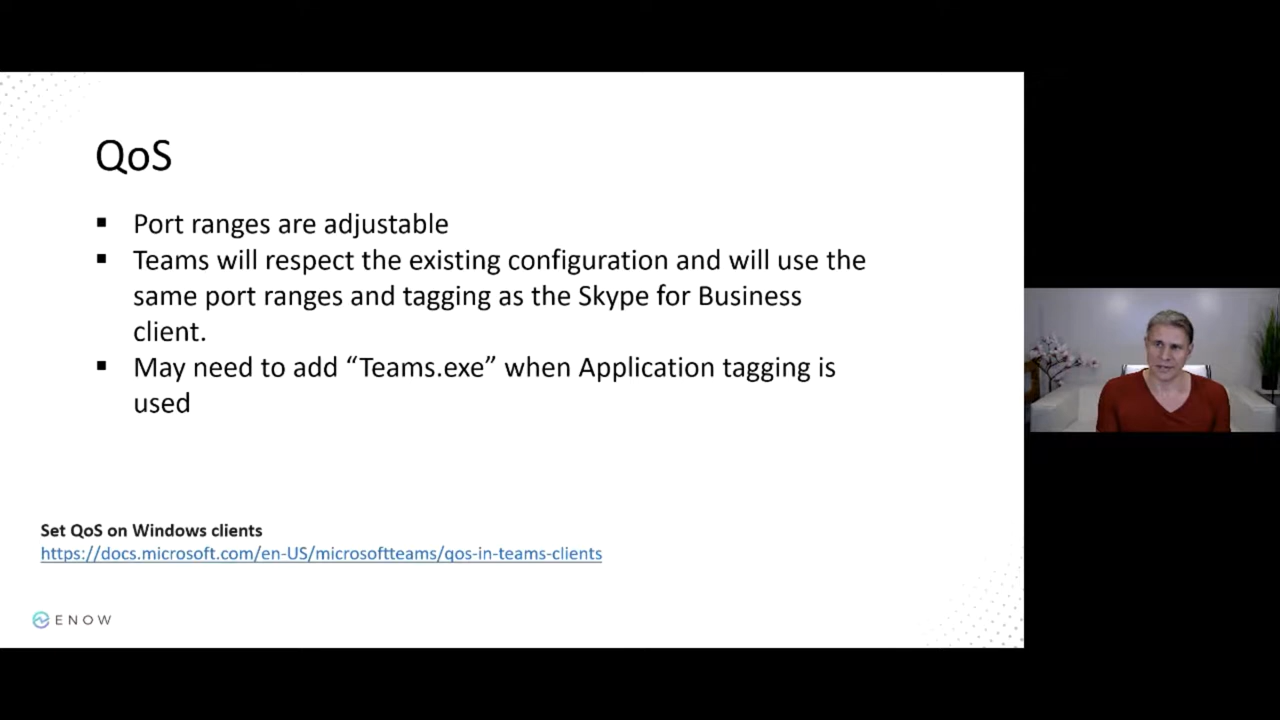 QoS
▪ Port ranges are adjustable
▪ Teams will respect the existing configuration and will use the
same port ranges and tagging as the Skype for Business
client.
▪ May need to add “Teams.exe” when Application tagging is
used
Set QoS on Windows clients
https://docs.microsoft.com/en-US/microsoftteams/qos-in-teams-clients
ENOW